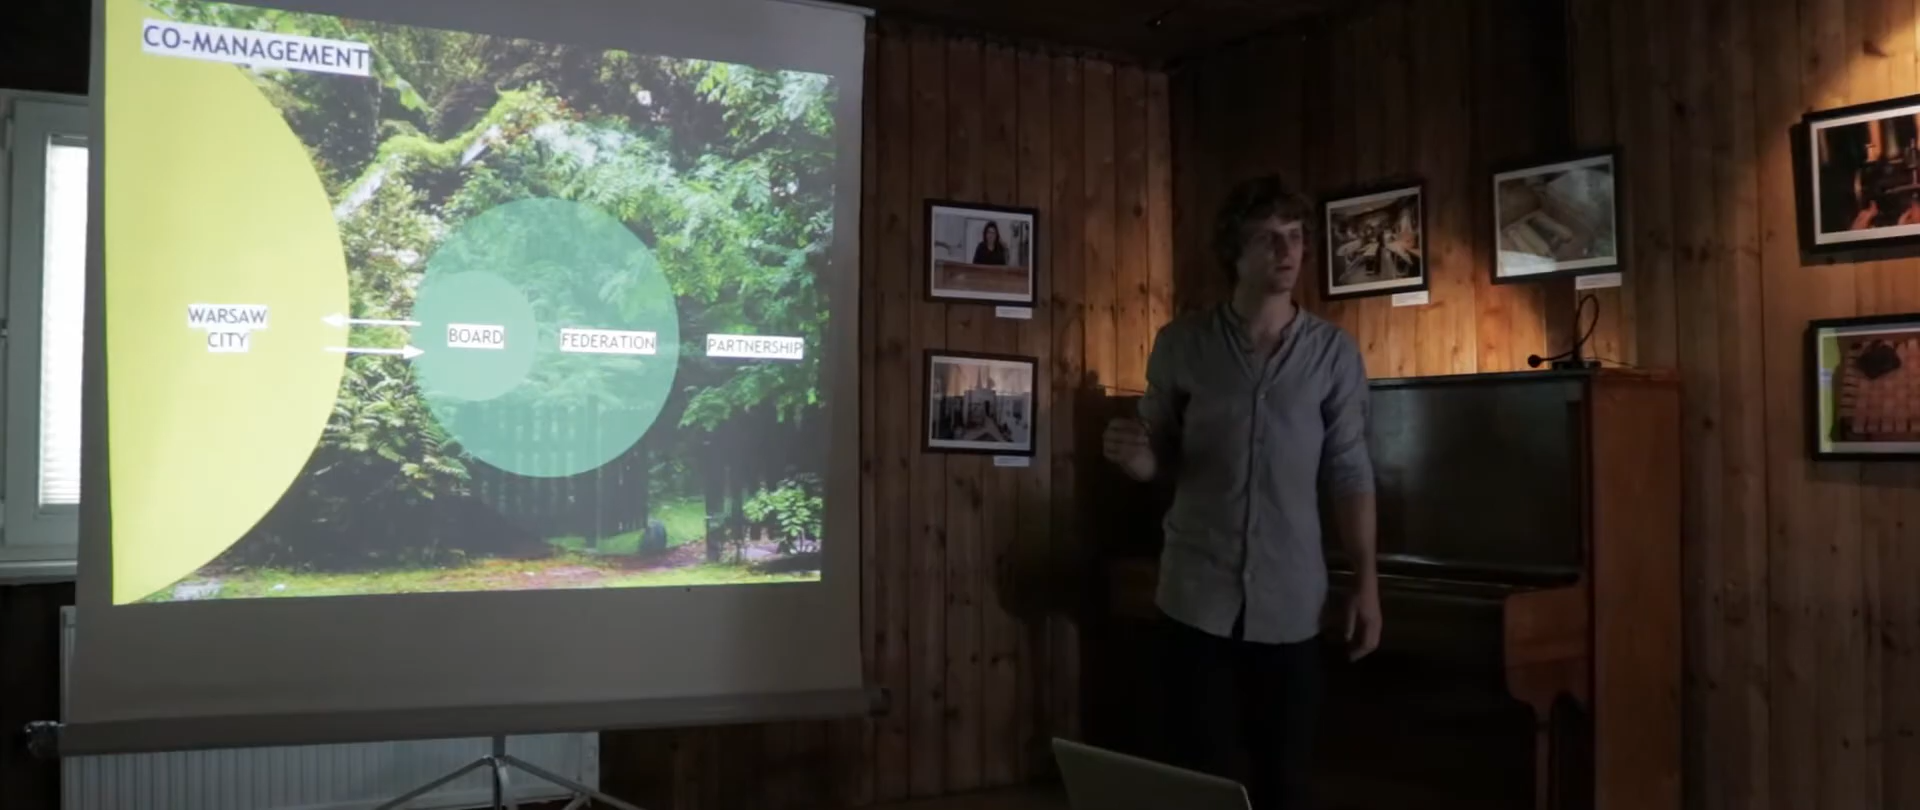 CO-MANAGEMENT
WARSAW
CITY
BOARD
FEDERATION
PARTNERSHIP